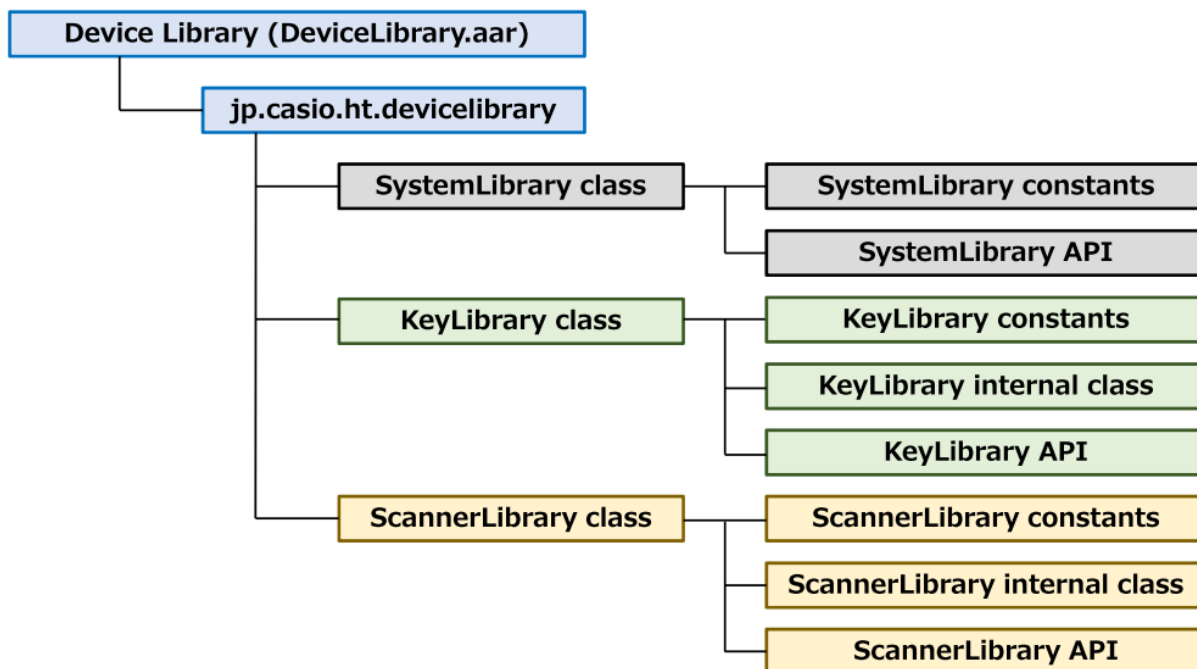 Device Library (DeviceLibrary.aar)
jp.casio.ht.devicelibrary
SystemLibrary class
SystemLibrary constants
SystemLibrary API
KeyLibrary class
KeyLibrary constants
KeyLibrary internal class
KeyLibrary API
ScannerLibrary class
ScannerLibrary constants
ScannerLibrary internal class
ScannerLibrary API